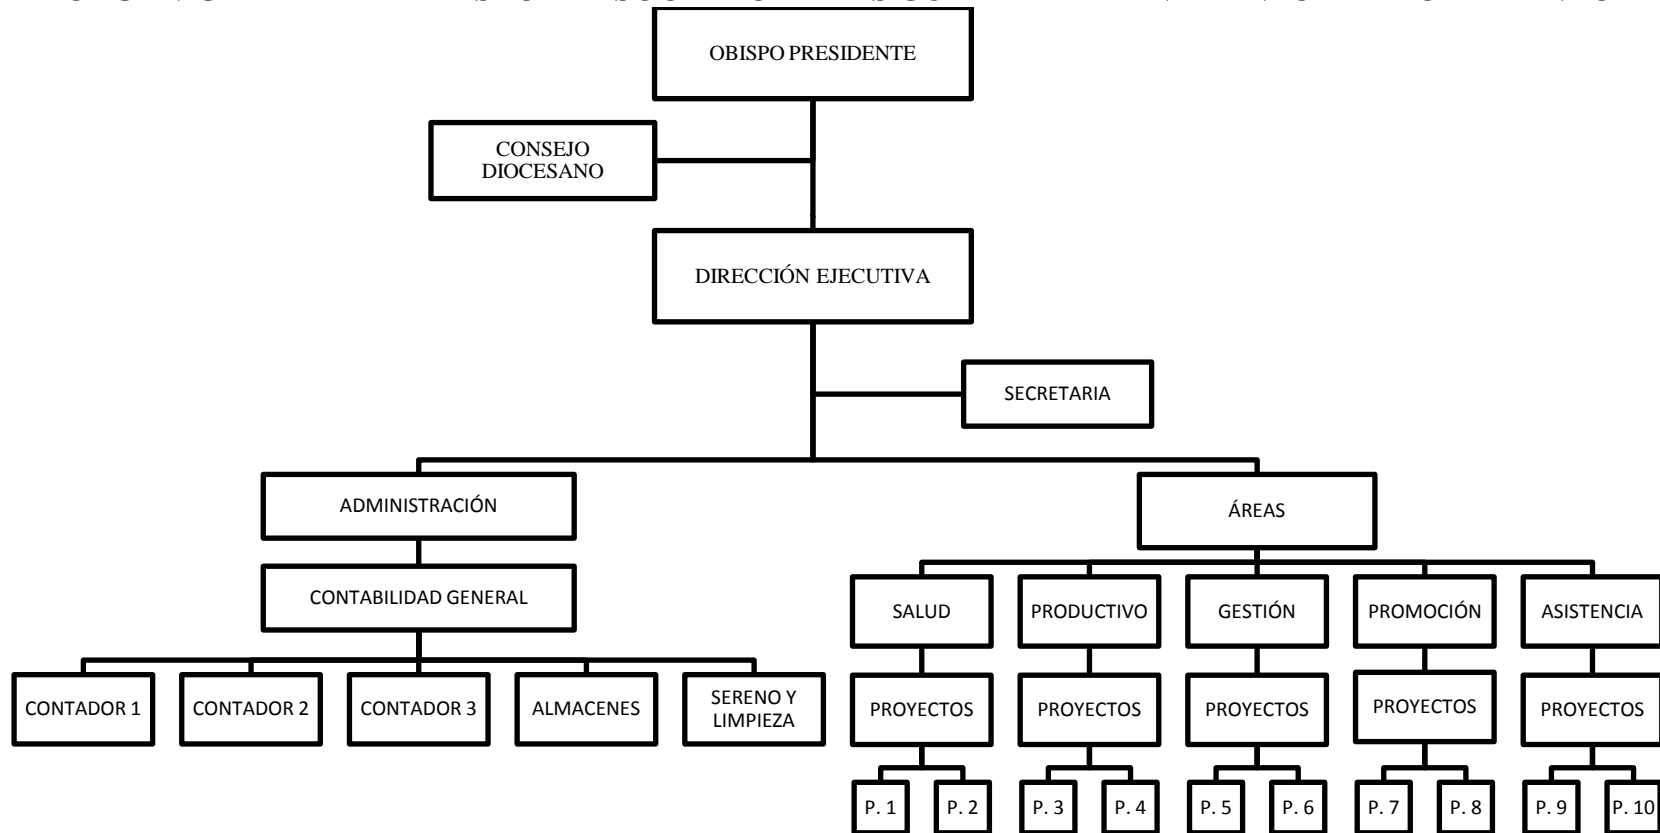 OBISPO PRESIDENTE
CONSEJO
DIOCESANO
DIRECCIÓN EJECUTIVA
SECRETARIA
ADMINISTRACIÓN
ÁREAS
CONTABILIDAD GENERAL
SALUD
PRODUCTIVO
GESTIÓN
PROMOCIÓN
ASISTENCIA
CONTADOR 1
CONTADOR 2
CONTADOR 3
ALMACENES
SERENO Y
LIMPIEZA
PROYECTOS
PROYECTOS
PROYECTOS
PROYECTOS
PROYECTOS
P. 1
P. 2
P. 3
P. 4
P. 5
P. 6
P. 7
P. 8
P. 9
P. 10